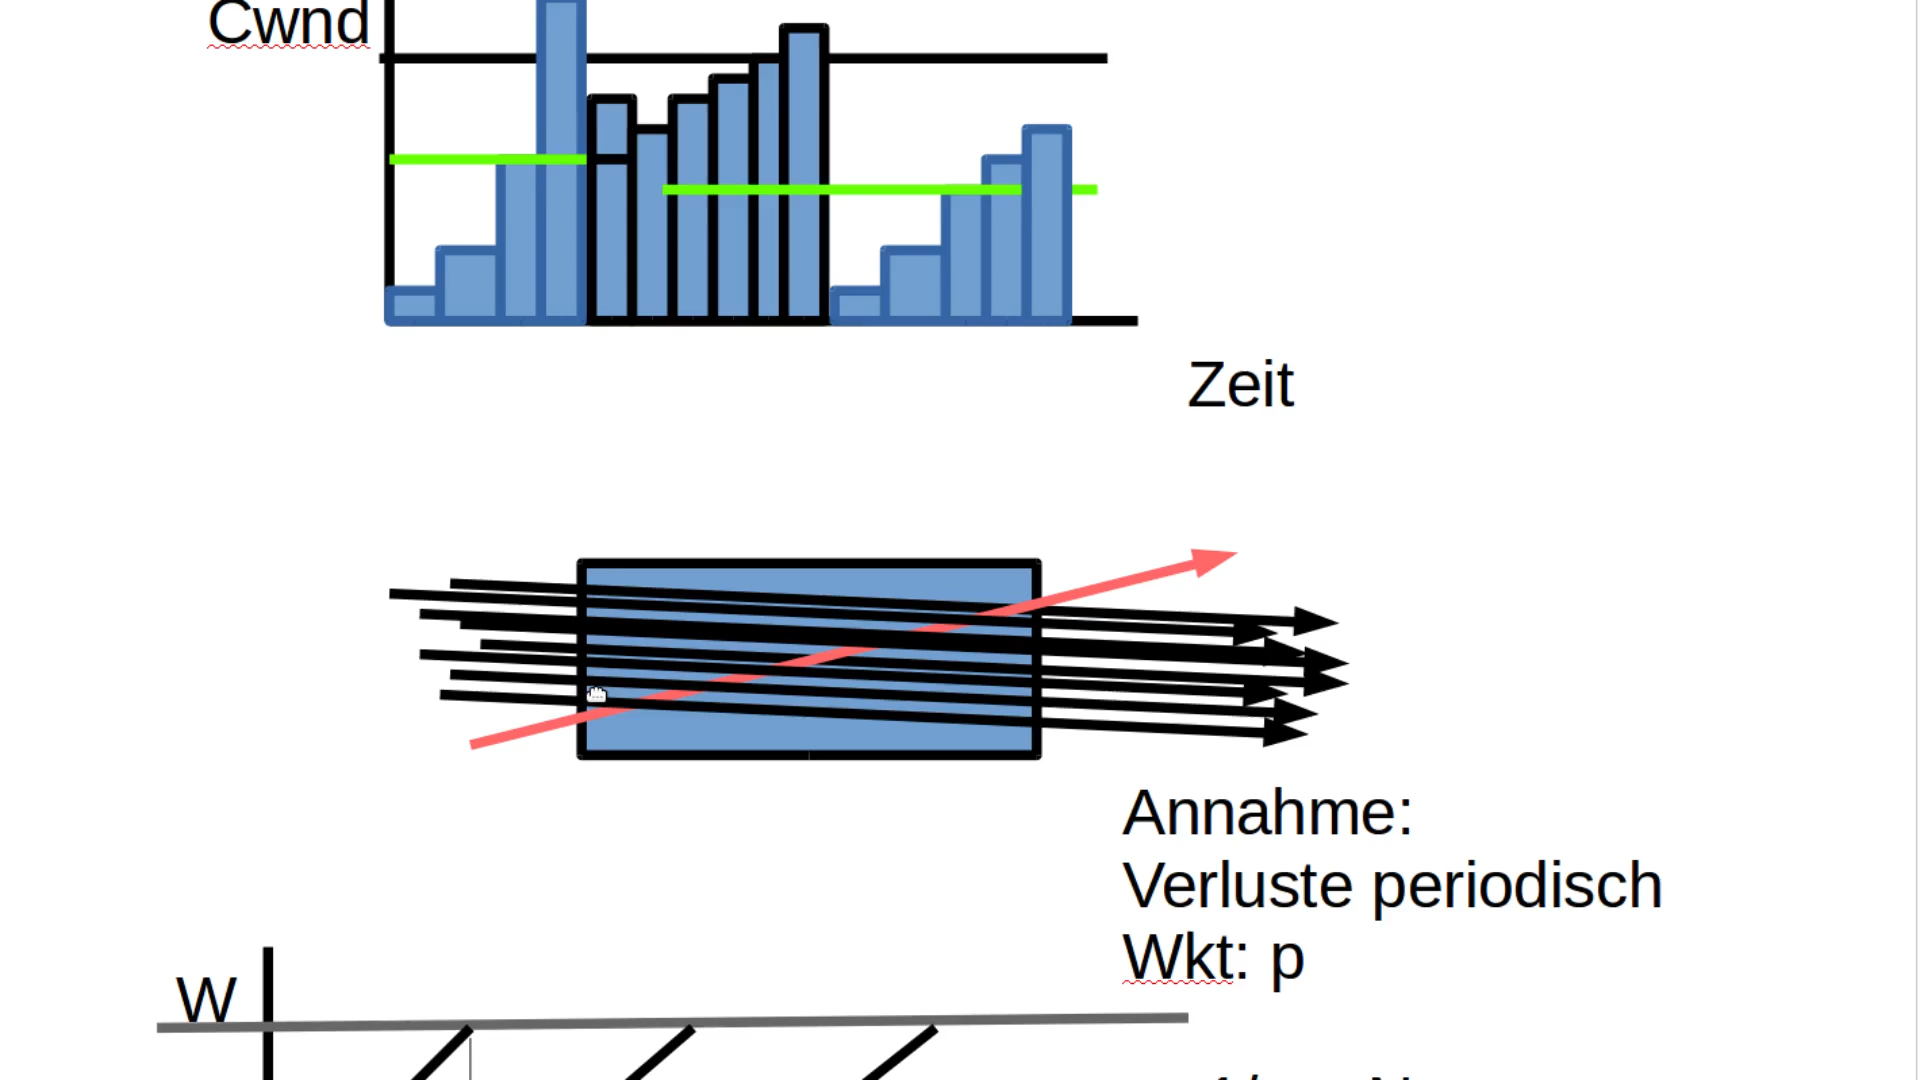 Cwnd
Zeit
Annahme:
Verluste periodisch
Wkt: p
W